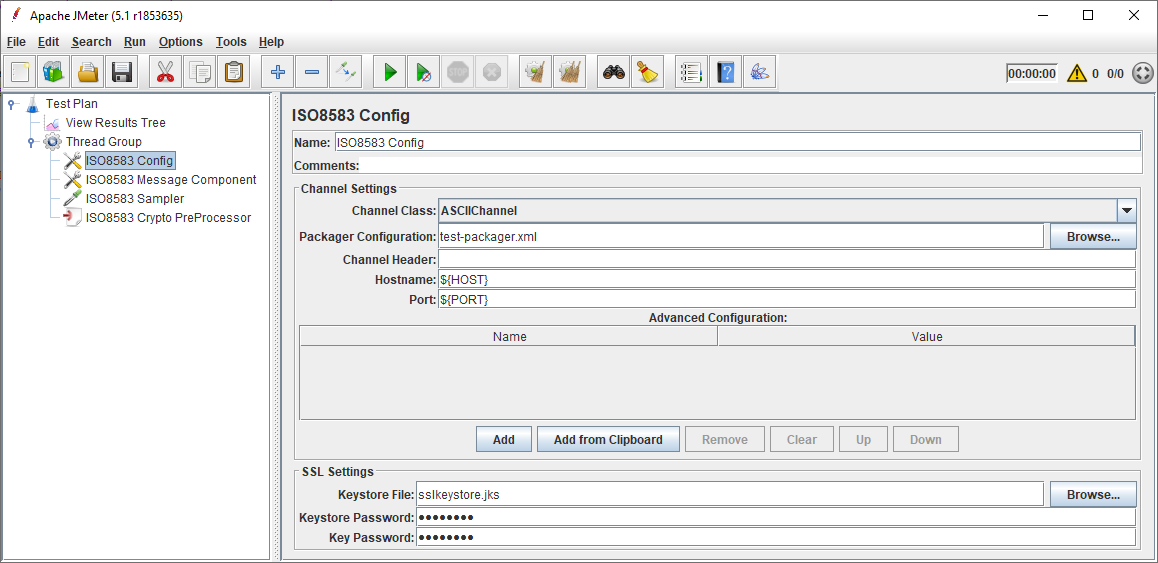 Apache JMeter (5.1 r1853635)
File Edit Search Run Options Tools Help
STOP 00:00:00 0 0/0
Test Plan
View Results Tree
Thread Group
ISO8583 Config
ISO8583 Message Component
ISO8583 Sampler
ISO8583 Crypto PreProcessor
ISO8583 Config
Name: ISO8583 Config
Comments:
Channel Settings
Channel Class: ASCIIChannel
Packager Configuration: test-packager.xml Browse...
Channel Header:
Hostname: ${HOST}
Port: ${PORT}
Advanced Configuration:
Name Value
Add Add from Clipboard Remove Clear Up Down
SSL Settings
Keystore File: sslkeystore.jks Browse...
Keystore Password: ●●●●●●●●
Key Password: ●●●●●●●●